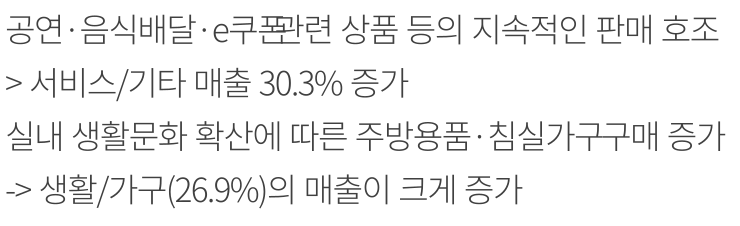 공연·음식배달·e쿠폰관련 상품 등의 지속적인 판매 호조
> 서비스/기타 매출 30.3% 증가
실내 생활문화 확산에 따른 주방용품·침실가구구매 증가
-> 생활/가구(26.9%)의 매출이 크게 증가